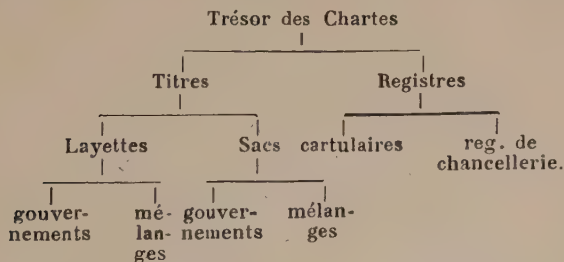 Trésor des Chartes
Titres Registres
Layettes Sacs cartulaires reg. de
chancellerie.
gouver- mé- gouver- mélan-
nements lan- nements ges
ges